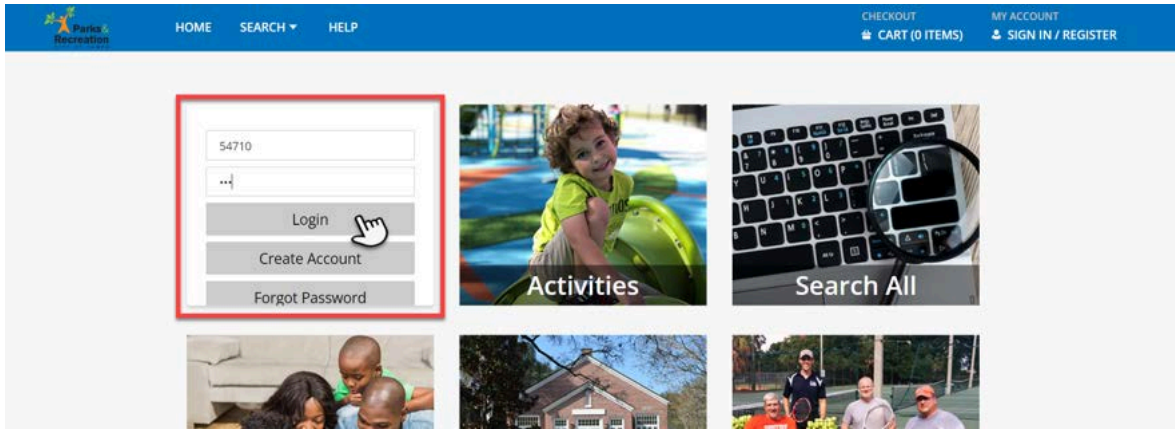 Parks &
Recreation
HOME SEARCH HELP
CHECKOUT
CART (0 ITEMS)
MY ACCOUNT
SIGN IN / REGISTER
54710
•••
Login
Create Account
Forgot Password
Activities
Search All